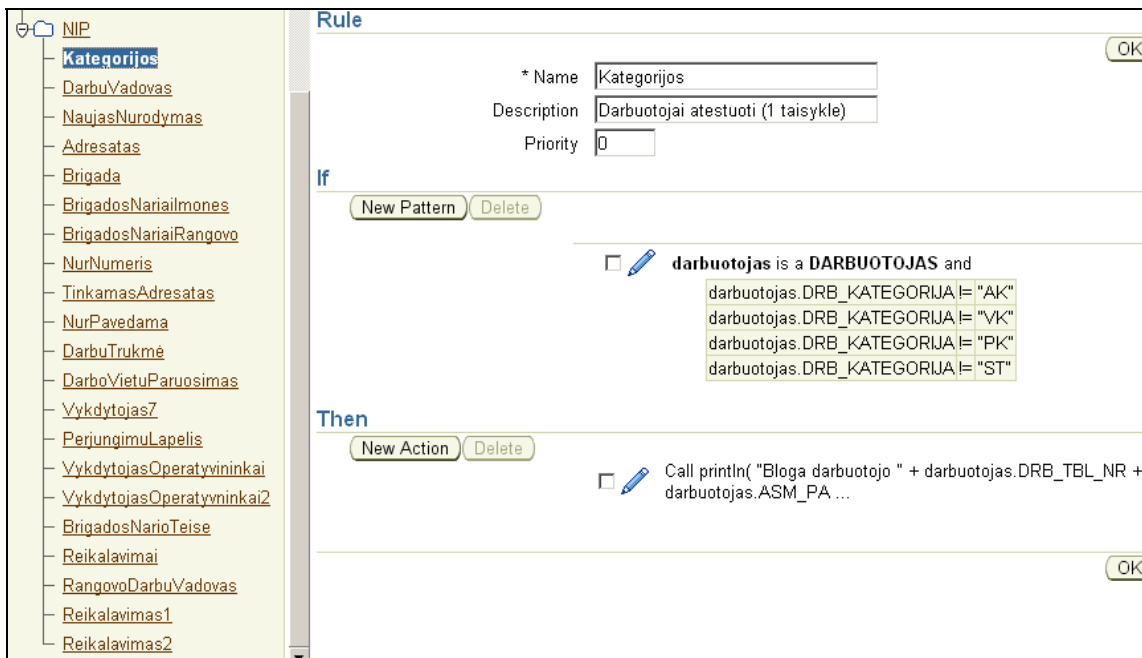 NIP
Kategorijos
DarbuVadovas
NaujasNurodymas
Adresatas
Brigada
BrigadosNariaiImones
BrigadosNariaiRangovo
NurNumeris
TinkamasAdresatas
NurPavedama
DarbuTrukmė
DarboVietuParuosimas
Vykdytojas7
PerjungimuLapelis
VykdytojasOperatyvininkai
VykdytojasOperatyvninkai2
BrigadosNarioTeise
Reikalavimai
RangovoDarbuVadovas
Reikalavimas1
Reikalavimas2
Rule
OK
* Name Kategorijos
Description Darbuotojai atestuoti (1 taisykle)
Priority 0
If
New Pattern Delete
darbuotojas is a DARBUOTOJAS and
darbuotojas.DRB_KATEGORIJA != "AK"
darbuotojas.DRB_KATEGORIJA != "VK"
darbuotojas.DRB_KATEGORIJA != "PK"
darbuotojas.DRB_KATEGORIJA != "ST"
Then
New Action Delete
Call println( "Bloga darbuotojo " + darbuotojas.DRB_TBL_NR +
darbuotojas.ASM_PA ...
OK